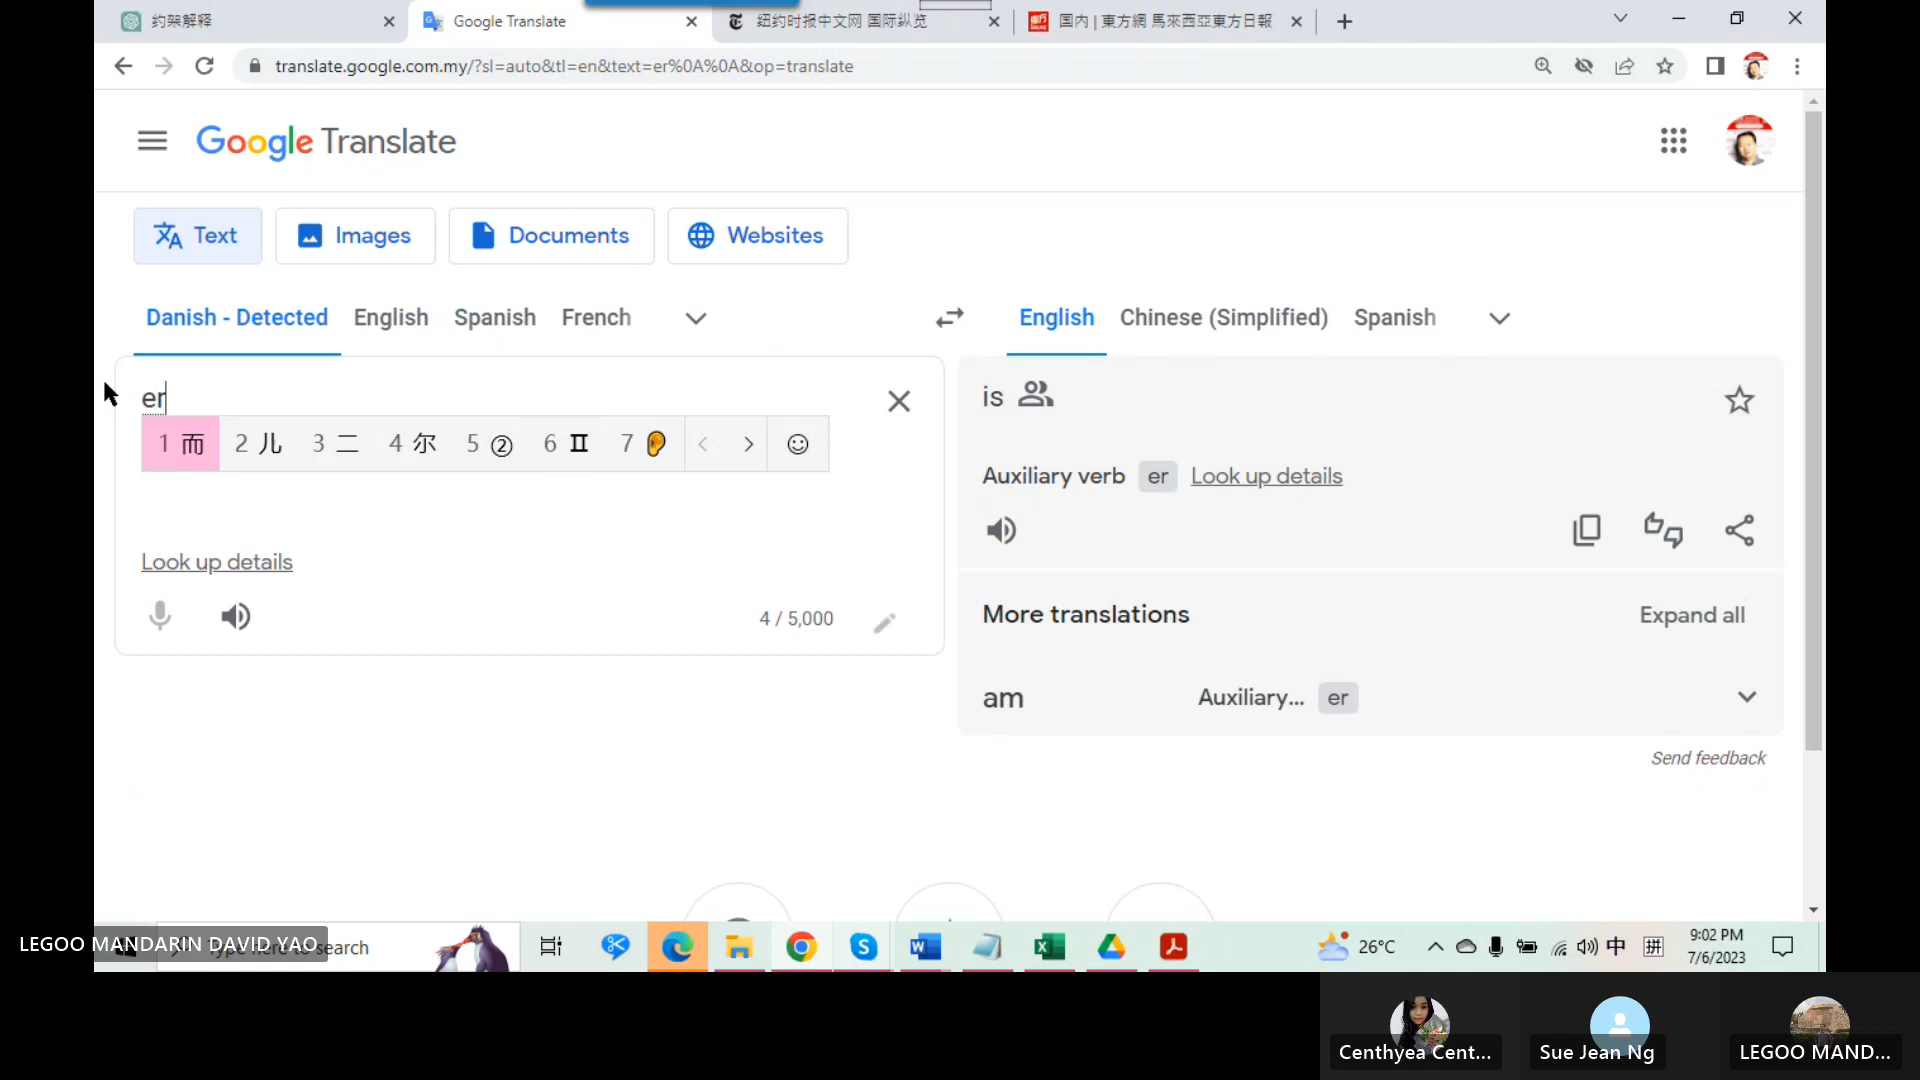 约架解释
Google Translate
紐約时报中文网 国际纵览
国内 | 東方網 馬來西亞東方日報
translate.google.com.my/?sl=auto&tl=en&text=er%0A%0A&op=translate
Google Translate
Text
Images
Documents
Websites
Danish - Detected
English
Spanish
French
English
Chinese (Simplified)
Spanish
er
1 而 2 儿 3 二 4 尔 5 ② 6 ♊ 7 👂
Look up details
4 / 5,000
is
Auxiliary verb er Look up details
More translations
Expand all
am
Auxiliary... er
Send feedback
LEGOO MANDARIN DAVID YAO
search
26°C
中
拼
9:02 PM
7/6/2023
Centhyea Cent...
Sue Jean Ng
LEGOO MAND...